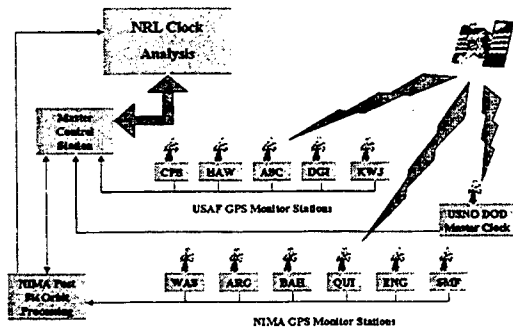 NRL Clock
Analysis
Master
Control
Station
CPS HAW ASC DGI KWJ
USAF GPS Monitor Stations
USNO DOD
Master Clock
WAS ARG BAH QUI ENG SMF
NIMA Post
Fit Orbit
Processing
NIMA GPS Monitor Stations